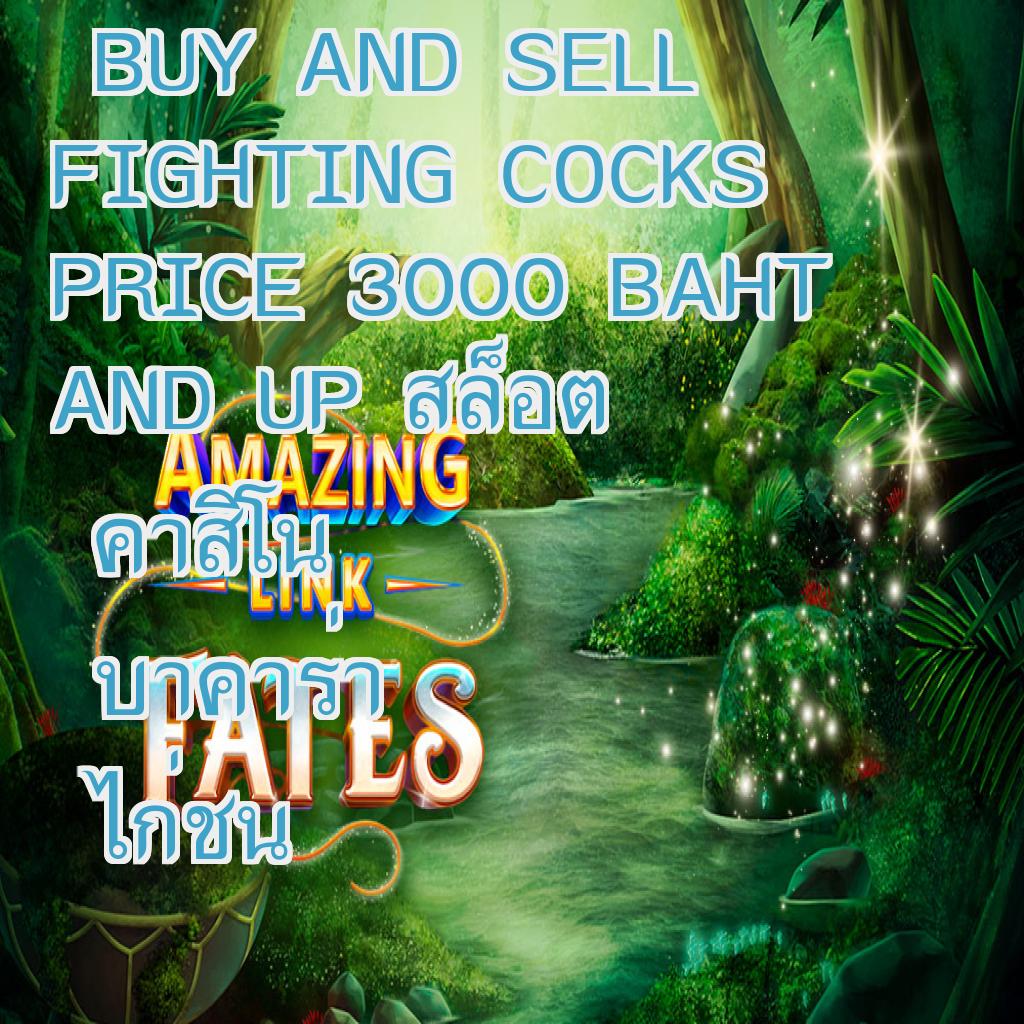 BUY AND SELL
FIGHTING COCKS
PRICE 3000 BAHT
AND UP สล็อต
AMAZING
คาสิโน
LINK
บาคาร่า
FATES
ไก่ชน